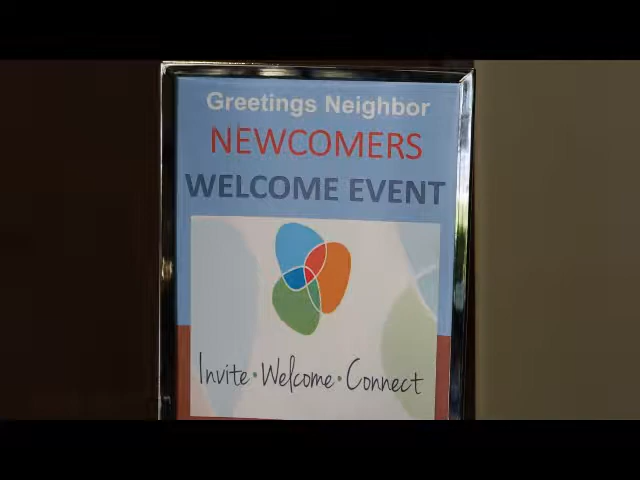 Greetings Neighbor
NEWCOMERS
WELCOME EVENT
Invite • Welcome • Connect